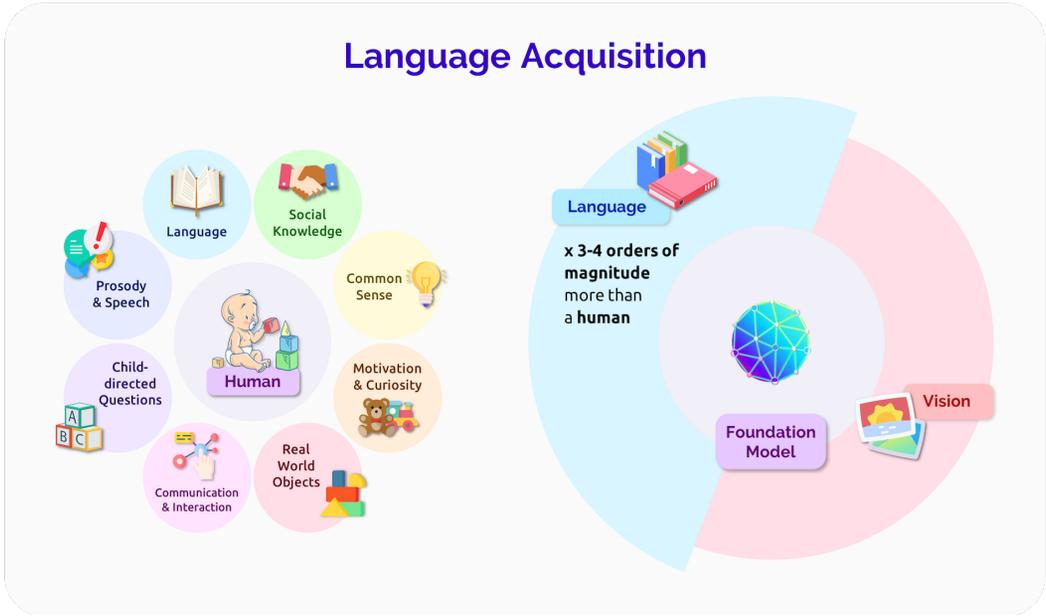 Language Acquisition
Language
Social
Knowledge
Prosody
& Speech
Common
Sense
Human
Child-
directed
Questions
A
B C
Motivation
& Curiosity
Communication
& Interaction
Real
World
Objects
Language
x 3-4 orders of
magnitude
more than
a human
Foundation
Model
Vision